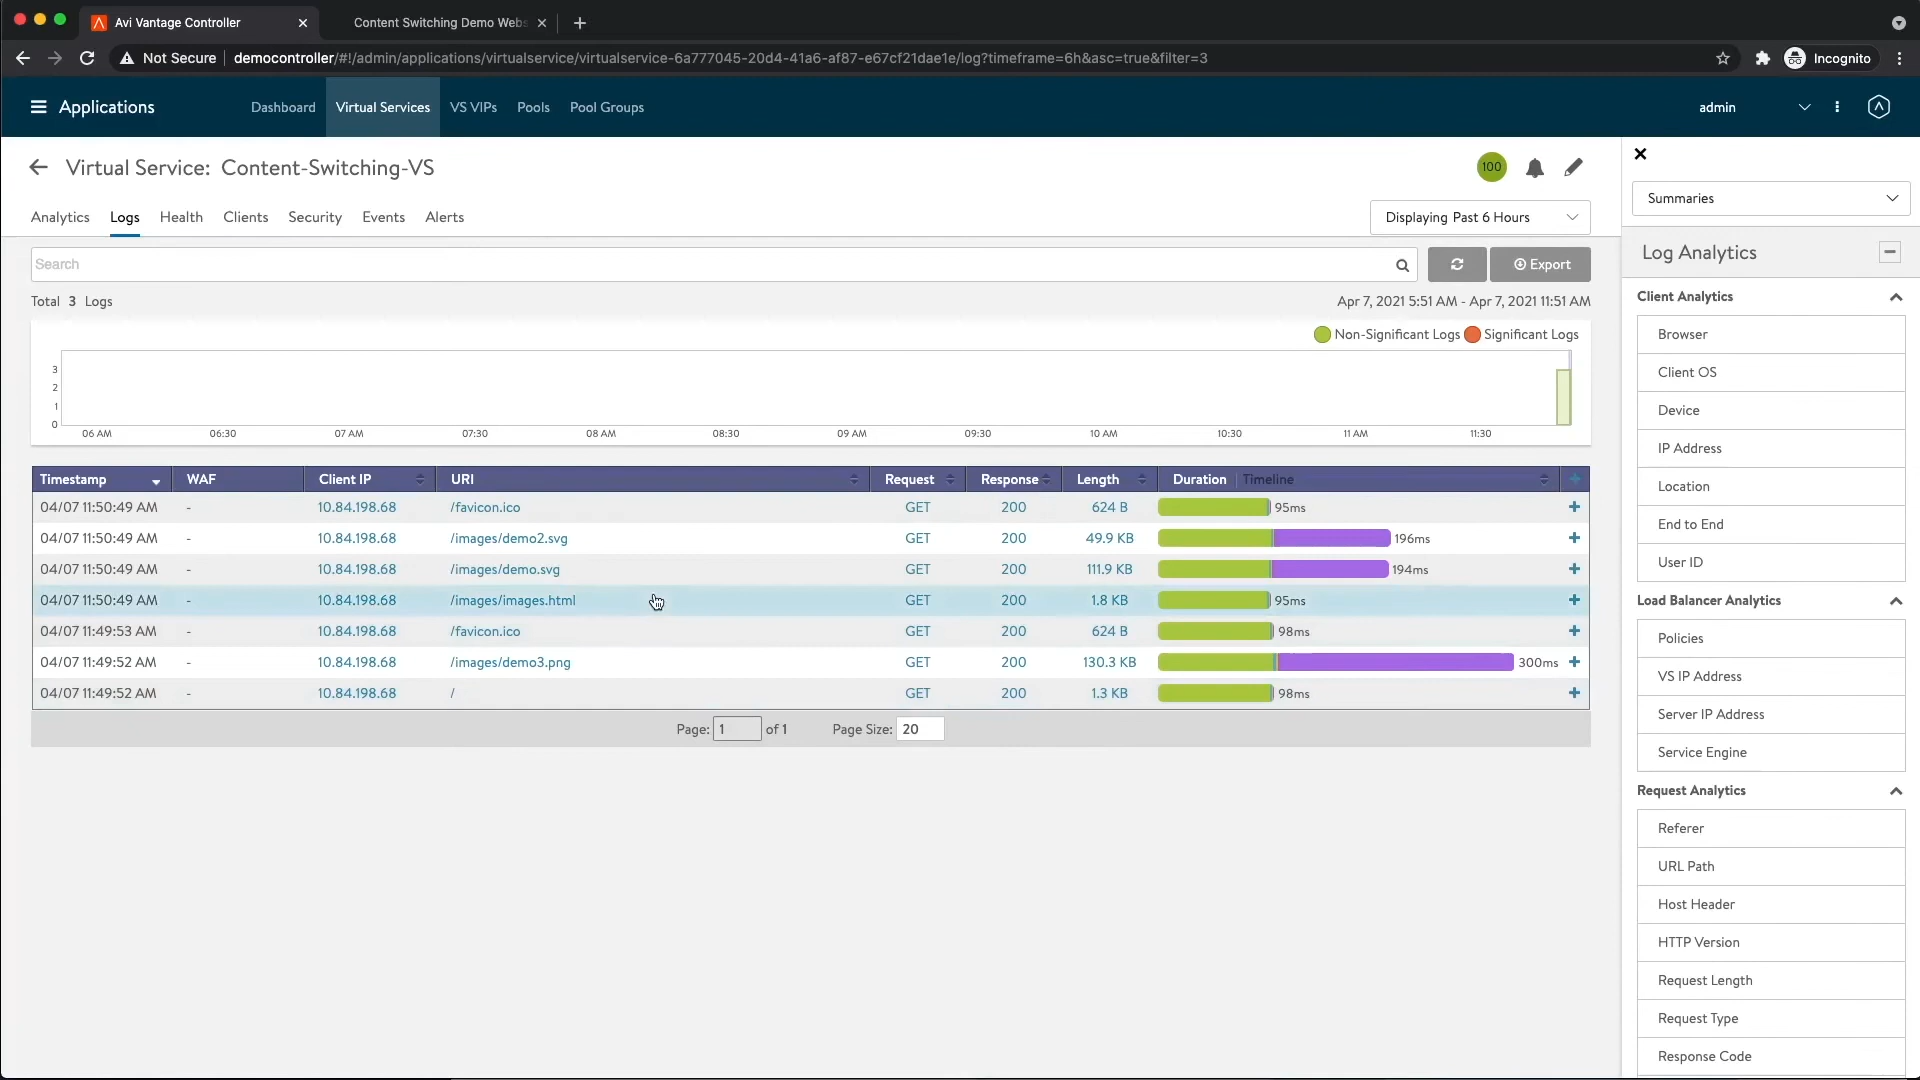 Avi Vantage Controller
Content Switching Demo Webs
Not Secure
democontroller/#!/admin/applications/virtualservice/virtualservice-6a777045-20d4-41a6-af87-e67cf21dae1e/log?timeframe=6h&asc=true&filter=3
Incognito
Applications
Dashboard
Virtual Services
VS VIPs
Pools
Pool Groups
admin
Virtual Service: Content-Switching-VS
100
Analytics
Logs
Health
Clients
Security
Events
Alerts
Displaying Past 6 Hours
Search
Export
Total 3 Logs
Apr 7, 2021 5:51 AM - Apr 7, 2021 11:51 AM
Non-Significant Logs
Significant Logs
3
2
1
0
06 AM 06:30 07 AM 07:30 08 AM 08:30 09 AM 09:30 10 AM 10:30 11 AM 11:30
Timestamp WAF Client IP URI Request Response Length Duration Timeline +
04/07 11:50:49 AM - 10.84.198.68 /favicon.ico GET 200 624 B 95ms +
04/07 11:50:49 AM - 10.84.198.68 /images/demo2.svg GET 200 49.9 KB 196ms +
04/07 11:50:49 AM - 10.84.198.68 /images/demo.svg GET 200 111.9 KB 194ms +
04/07 11:50:49 AM - 10.84.198.68 /images/images.html GET 200 1.8 KB 95ms +
04/07 11:49:53 AM - 10.84.198.68 /favicon.ico GET 200 624 B 98ms +
04/07 11:49:52 AM - 10.84.198.68 /images/demo3.png GET 200 130.3 KB 300ms +
04/07 11:49:52 AM - 10.84.198.68 / GET 200 1.3 KB 98ms +
Page: 1 of 1 Page Size: 20
Summaries
Log Analytics
Client Analytics
Browser
Client OS
Device
IP Address
Location
End to End
User ID
Load Balancer Analytics
Policies
VS IP Address
Server IP Address
Service Engine
Request Analytics
Referer
URL Path
Host Header
HTTP Version
Request Length
Request Type
Response Code